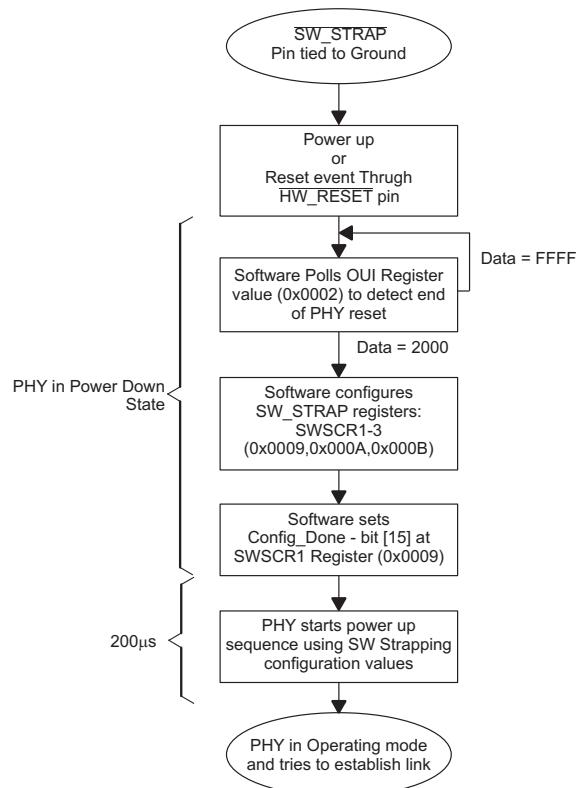 SW_STRAP
Pin tied to Ground
Power up
or
Reset event Thrugh
HW_RESET pin
Data = FFFF
Software Polls OUI Register
value (0x0002) to detect end
of PHY reset
Data = 2000
PHY in Power Down
State
Software configures
SW_STRAP registers:
SWSCR1-3
(0x0009,0x000A,0x000B)
Software sets
Config_Done - bit [15] at
SWSCR1 Register (0x0009)
200μs
PHY starts power up
sequence using SW Strapping
configuration values
PHY in Operating mode
and tries to establish link